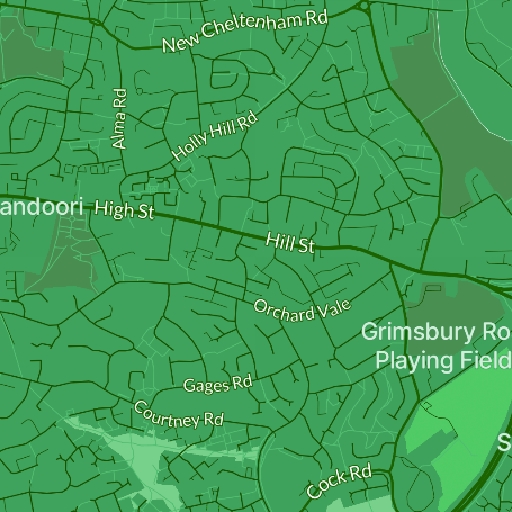 New Cheltenham Rd
Alma Rd
Holly Hill Rd
andoori
High St
Hill St
Orchard Vale
Grimsbury Ro
Playing Field
Gages Rd
Courtney Rd
S
Cock Rd